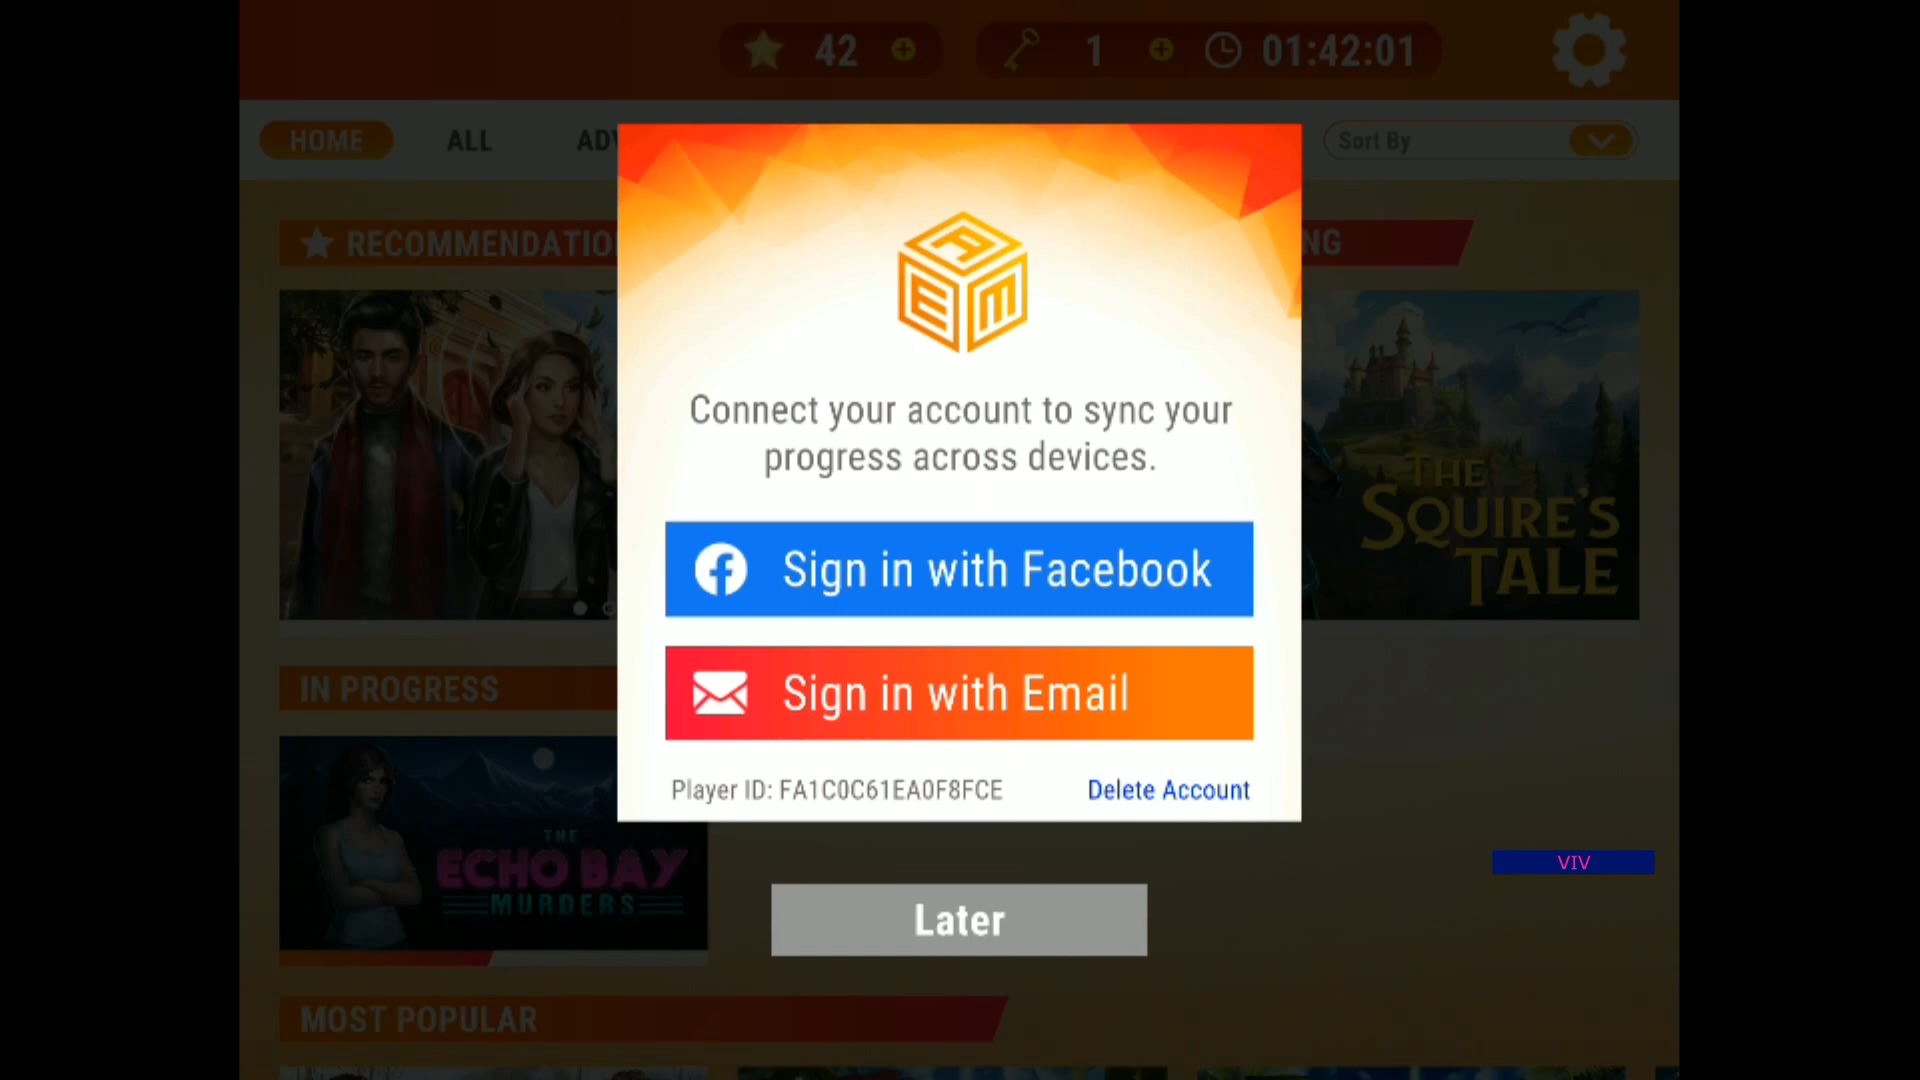 42
1
01:42:01
HOME
ALL
Sort By
RECOMMENDATIO
NG
AEM
Connect your account to sync your
progress across devices.
Sign in with Facebook
Sign in with Email
Player ID: FA1C0C61EA0F8FCE
Delete Account
Later
THE
SQUIRE'S
TALE
IN PROGRESS
THE
ECHO BAY
MURDERS
VIV
MOST POPULAR